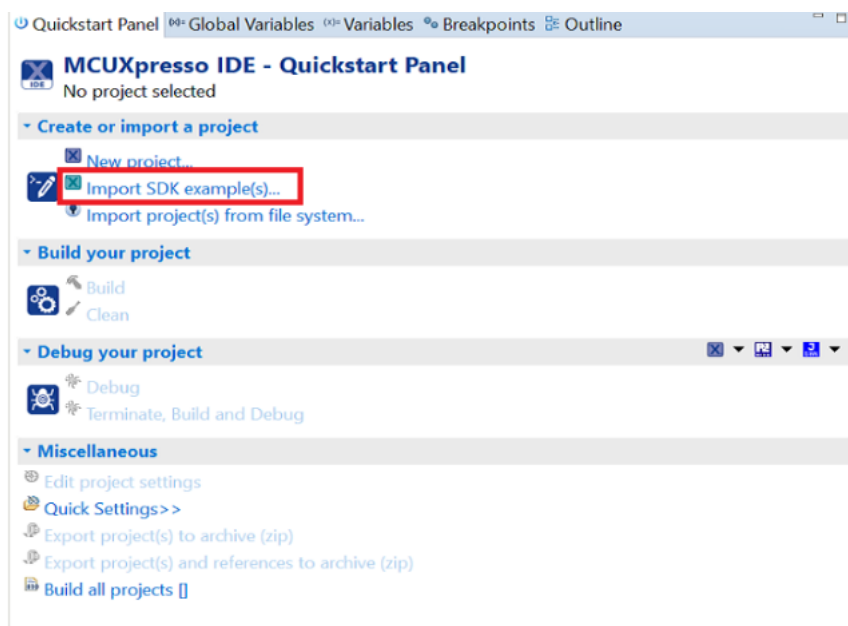 Quickstart Panel (x)= Global Variables (x)= Variables Breakpoints Outline
IDE
MCUXpresso IDE - Quickstart Panel
No project selected
Create or import a project
New project...
Import SDK example(s)...
Import project(s) from file system...
Build your project
Build
Clean
Debug your project
Debug
Terminate, Build and Debug
Miscellaneous
Edit project settings
Quick Settings>>
Export project(s) to archive (zip)
Export project(s) and references to archive (zip)
Build all projects []